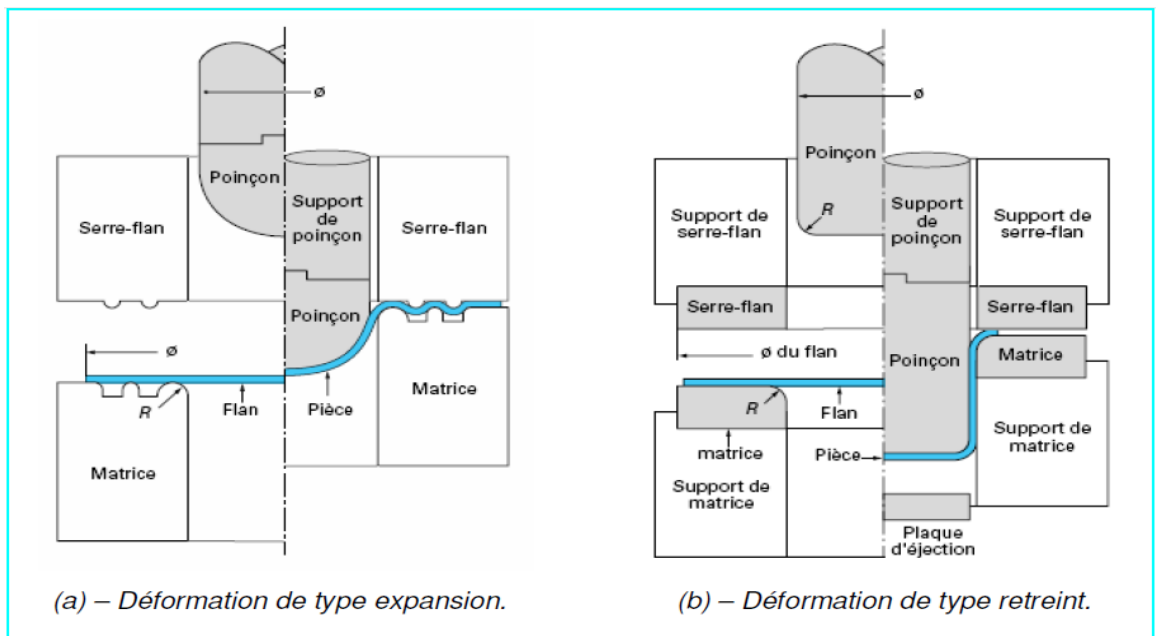 ø
Poinçon
Serre-flan
Support
de
poinçon
Serre-flan
Poinçon
ø
R
Flan
Pièce
Matrice
Matrice
(a) – Déformation de type expansion.
ø
Poinçon
R
Support de
serre-flan
Support
de
poinçon
Support de
serre-flan
Serre-flan
Serre-flan
ø du flan
Poinçon
Matrice
R
Flan
matrice
Pièce
Support de
matrice
Support de
matrice
Plaque
d'éjection
(b) – Déformation de type retreint.